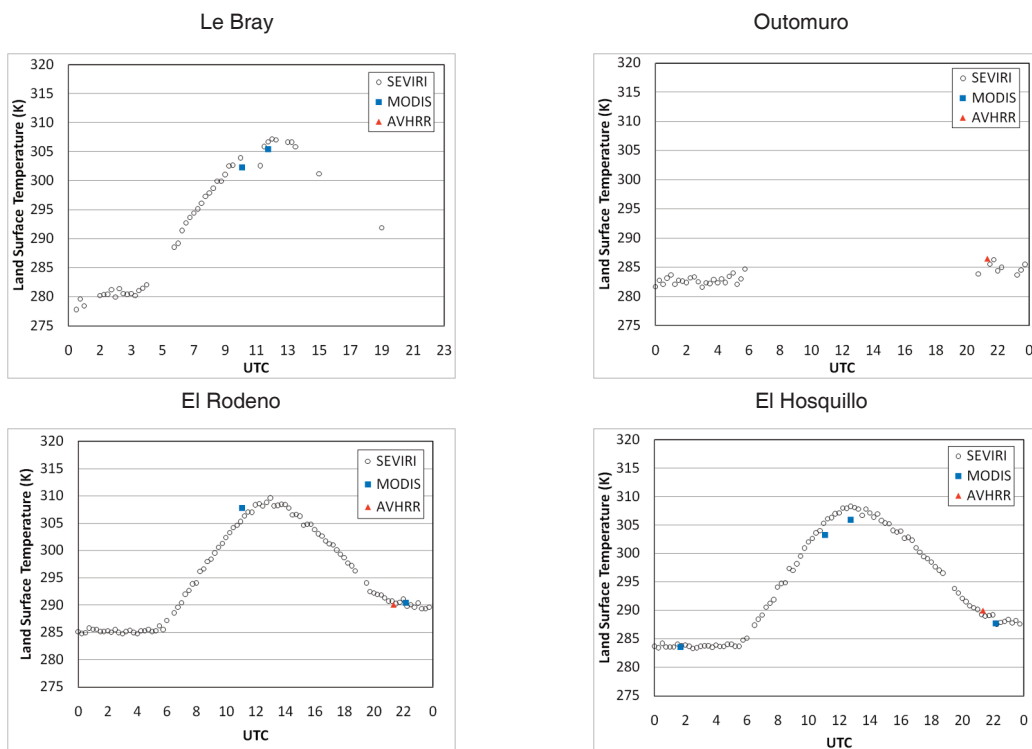 Le Bray
Land Surface Temperature (K)
320
315
310
305
300
295
290
285
280
275
SEVIRI
MODIS
AVHRR
0 2 3 5 7 9 11 13 15 17 19 21 23
UTC
Outomuro
Land Surface Temperature (K)
320
315
310
305
300
295
290
285
280
275
SEVIRI
MODIS
AVHRR
0 2 4 6 8 10 12 14 16 18 20 22 0
UTC
El Rodeno
Land Surface Temperature (K)
320
315
310
305
300
295
290
285
280
275
SEVIRI
MODIS
AVHRR
0 2 4 6 8 10 12 14 16 18 20 22 0
UTC
El Hosquillo
Land Surface Temperature (K)
320
315
310
305
300
295
290
285
280
275
SEVIRI
MODIS
AVHRR
0 2 4 6 8 10 12 14 16 18 20 22 0
UTC